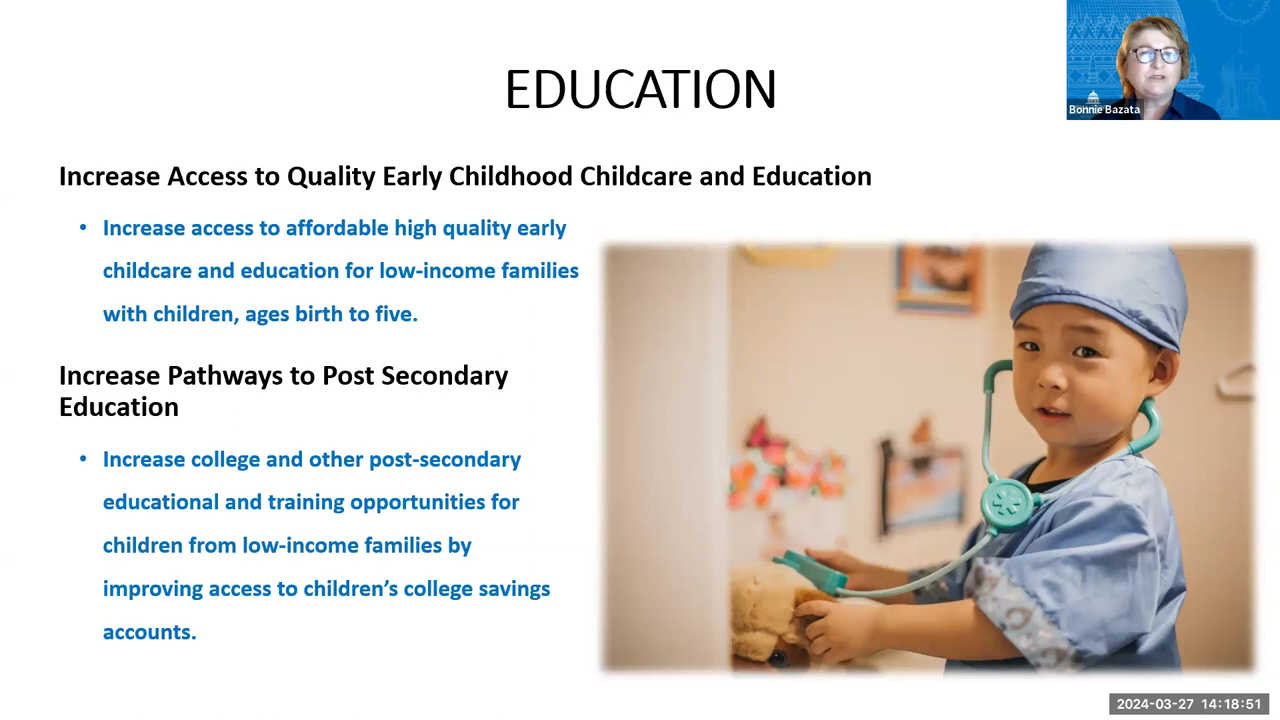 Bonnie Bazata
EDUCATION
Increase Access to Quality Early Childhood Childcare and Education
• Increase access to affordable high quality early
childcare and education for low-income families
with children, ages birth to five.
Increase Pathways to Post Secondary
Education
• Increase college and other post-secondary
educational and training opportunities for
children from low-income families by
improving access to children’s college savings
accounts.
2024-03-27 14:18:51